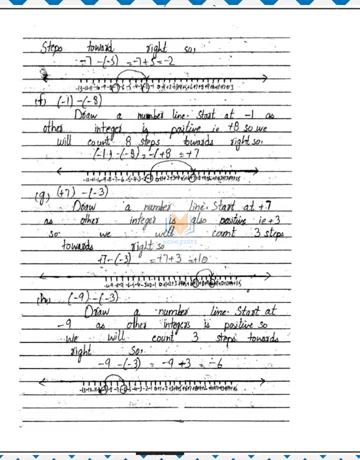 Steps toward right so,
-7-(-5) = -7+5 = -2
(f) (-1)-(-8)
Draw a number line. Start at -1 as
other integer is positive ie +8 so we
will count 8 steps towards right so.
(-1)-(-8) = -1+8 = +7
(g) (+7)-(-3)
Draw a number line. Start at +7
as other integer is also positive ie +3
so we will count 3 steps
towards right so
+7-(-3) = +7+3 = +10
(h) (-9)-(-3)
Draw a number line. Start at
-9 as other integers is positive so
we will count 3 steps towards
right so,
-9-(-3) = -9+3 = -6